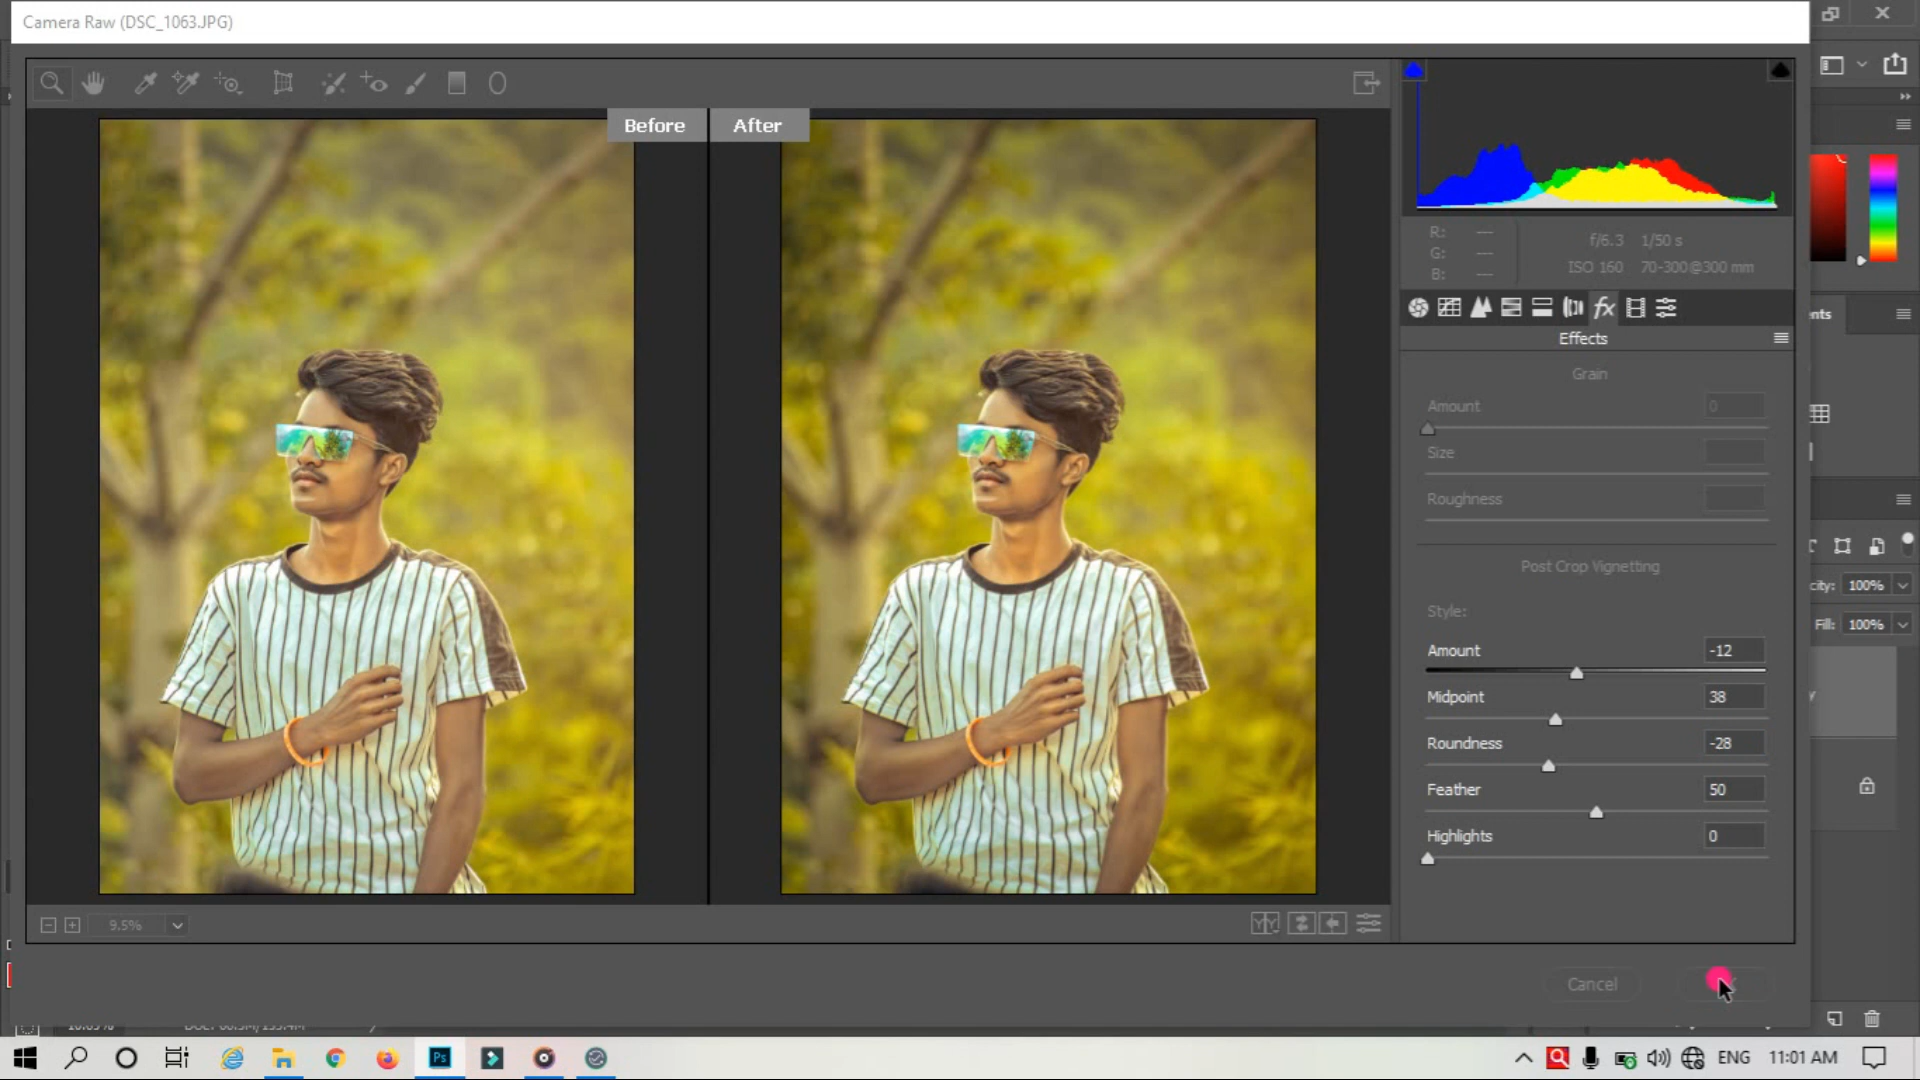 Camera Raw (DSC_1063.JPG)
Before
After
R: ---
G: ---
B: ---
f/6.3 1/50 s
ISO 160 70-300@300 mm
fx
Effects
Grain
Amount 0
Size
Roughness
Post Crop Vignetting
Style:
Amount -12
Midpoint 38
Roundness -28
Feather 50
Highlights 0
9.5%
Y Y
Cancel
100%
Fill: 100%
Ps
ENG
11:01 AM